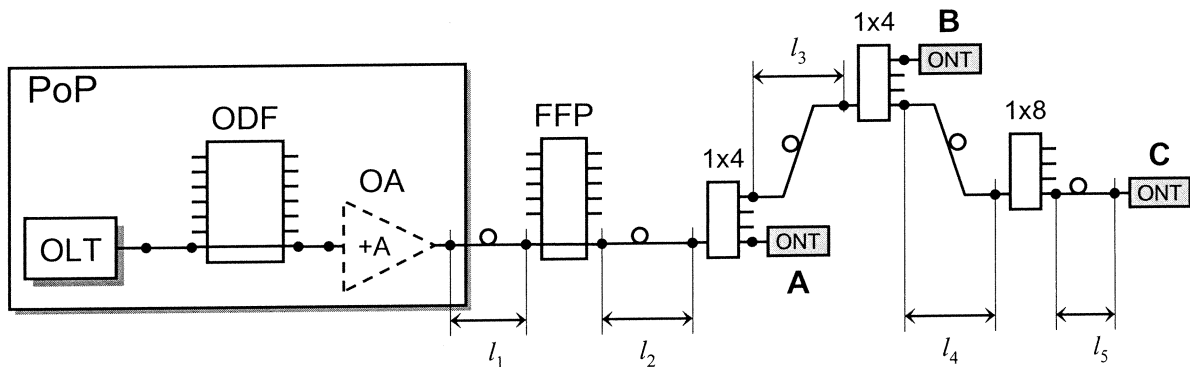 PoP
OLT
ODF
OA
+A
l1
FFP
l2
1x4
ONT
A
l3
1x4
B
ONT
l4
1x8
C
ONT
l5